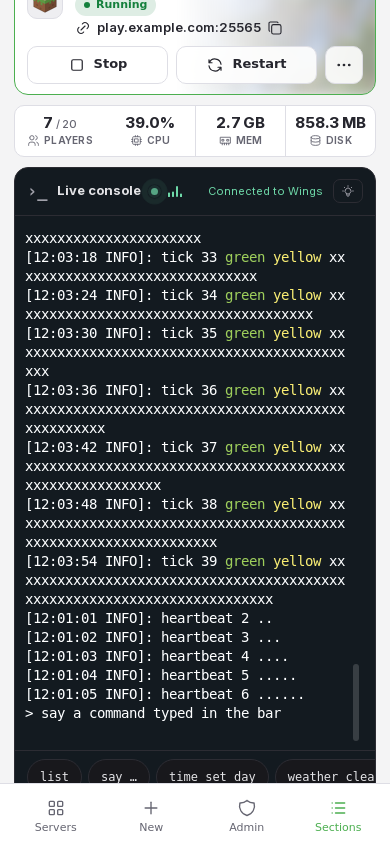 Running
play.example.com:25565
Stop
Restart
7 / 20
PLAYERS
39.0%
CPU
2.7 GB
MEM
858.3 MB
DISK
Live console
Connected to Wings
xxxxxxxxxxxxxxxxxxxxxx
[12:03:18 INFO]: tick 33 green yellow xx
xxxxxxxxxxxxxxxxxxxxxxxxxxxxx
[12:03:24 INFO]: tick 34 green yellow xx
xxxxxxxxxxxxxxxxxxxxxxxxxxxxxxxxxxxx
[12:03:30 INFO]: tick 35 green yellow xx
xxxxxxxxxxxxxxxxxxxxxxxxxxxxxxxxxxxxxxxx
xxx
[12:03:36 INFO]: tick 36 green yellow xx
xxxxxxxxxxxxxxxxxxxxxxxxxxxxxxxxxxxxxxxx
xxxxxxxxxx
[12:03:42 INFO]: tick 37 green yellow xx
xxxxxxxxxxxxxxxxxxxxxxxxxxxxxxxxxxxxxxxx
xxxxxxxxxxxxxxxxx
[12:03:48 INFO]: tick 38 green yellow xx
xxxxxxxxxxxxxxxxxxxxxxxxxxxxxxxxxxxxxxxx
xxxxxxxxxxxxxxxxxxxxxxxx
[12:03:54 INFO]: tick 39 green yellow xx
xxxxxxxxxxxxxxxxxxxxxxxxxxxxxxxxxxxxxxxx
xxxxxxxxxxxxxxxxxxxxxxxxxxxxxxx
[12:01:01 INFO]: heartbeat 2 ..
[12:01:02 INFO]: heartbeat 3 ...
[12:01:03 INFO]: heartbeat 4 ....
[12:01:04 INFO]: heartbeat 5 .....
[12:01:05 INFO]: heartbeat 6 ......
> say a command typed in the bar
list
say …
time set day
weather clea
Servers
New
Admin
Sections